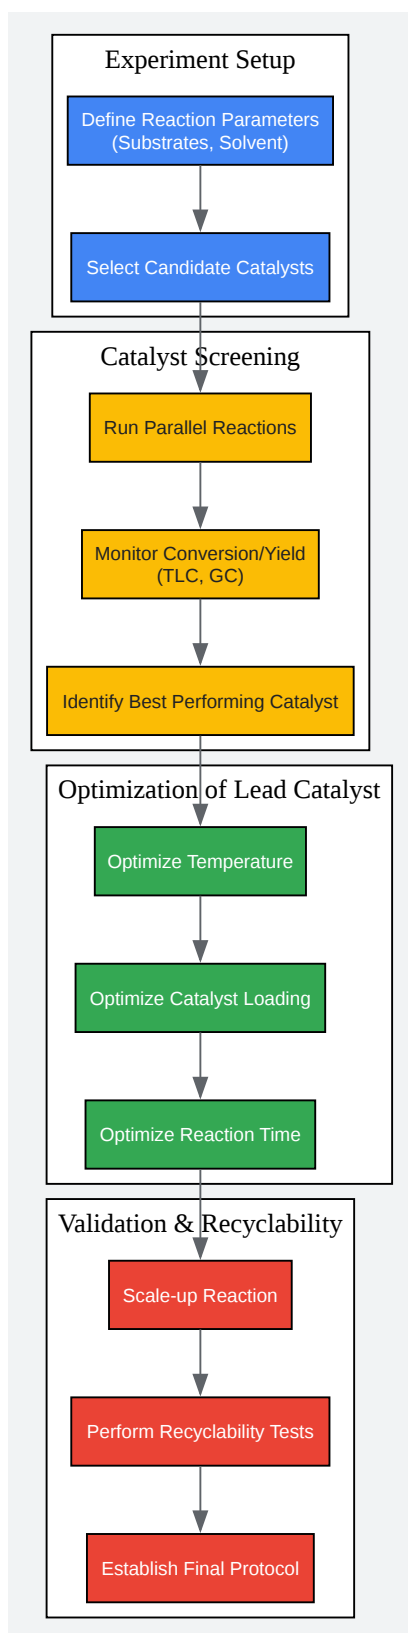 Experiment Setup
Define Reaction Parameters
(Substrates, Solvent)
Select Candidate Catalysts
Catalyst Screening
Run Parallel Reactions
Monitor Conversion/Yield
(TLC, GC)
Identify Best Performing Catalyst
Optimization of Lead Catalyst
Optimize Temperature
Optimize Catalyst Loading
Optimize Reaction Time
Validation & Recyclability
Scale-up Reaction
Perform Recyclability Tests
Establish Final Protocol